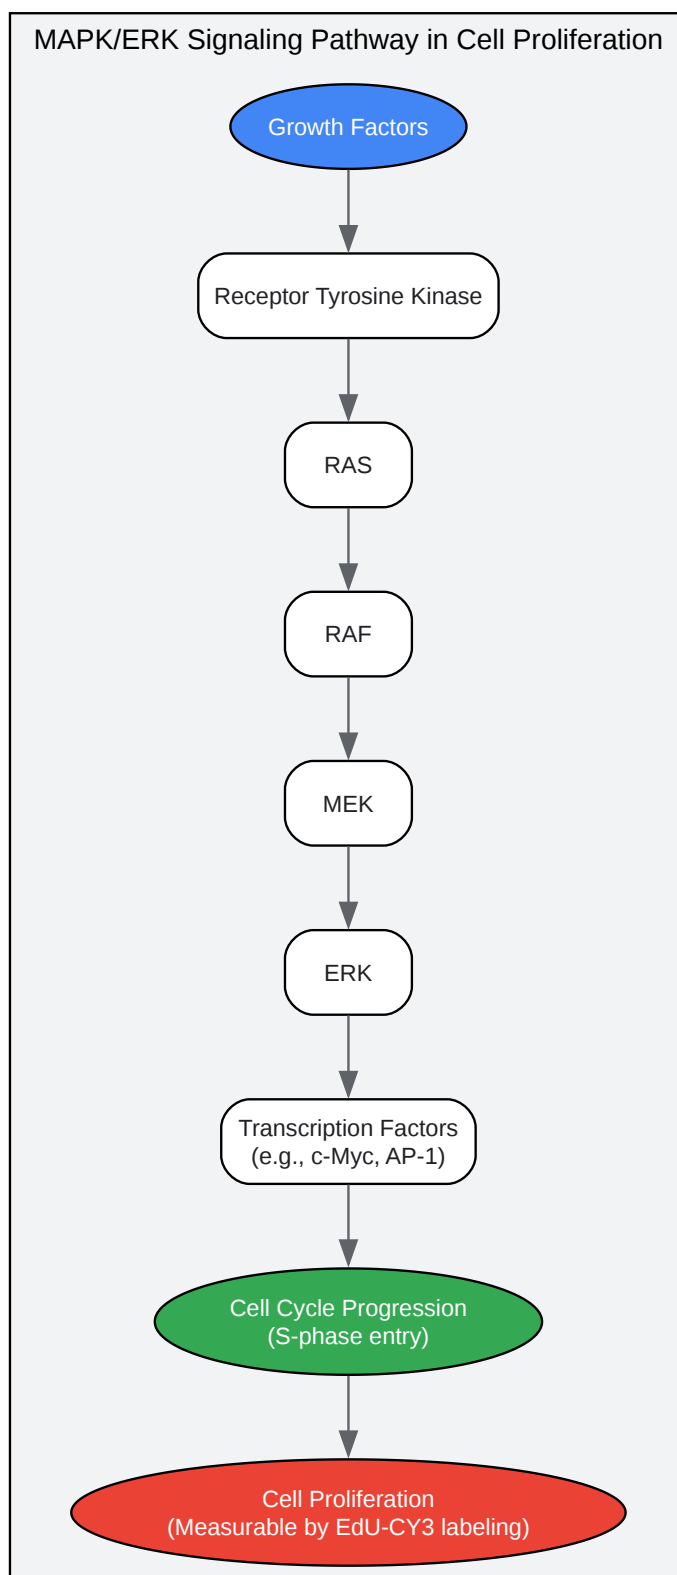 MAPK/ERK Signaling Pathway in Cell Proliferation
Growth Factors
Receptor Tyrosine Kinase
RAS
RAF
MEK
ERK
Transcription Factors
(e.g., c-Myc, AP-1)
Cell Cycle Progression
(S-phase entry)
Cell Proliferation
(Measurable by EdU-CY3 labeling)